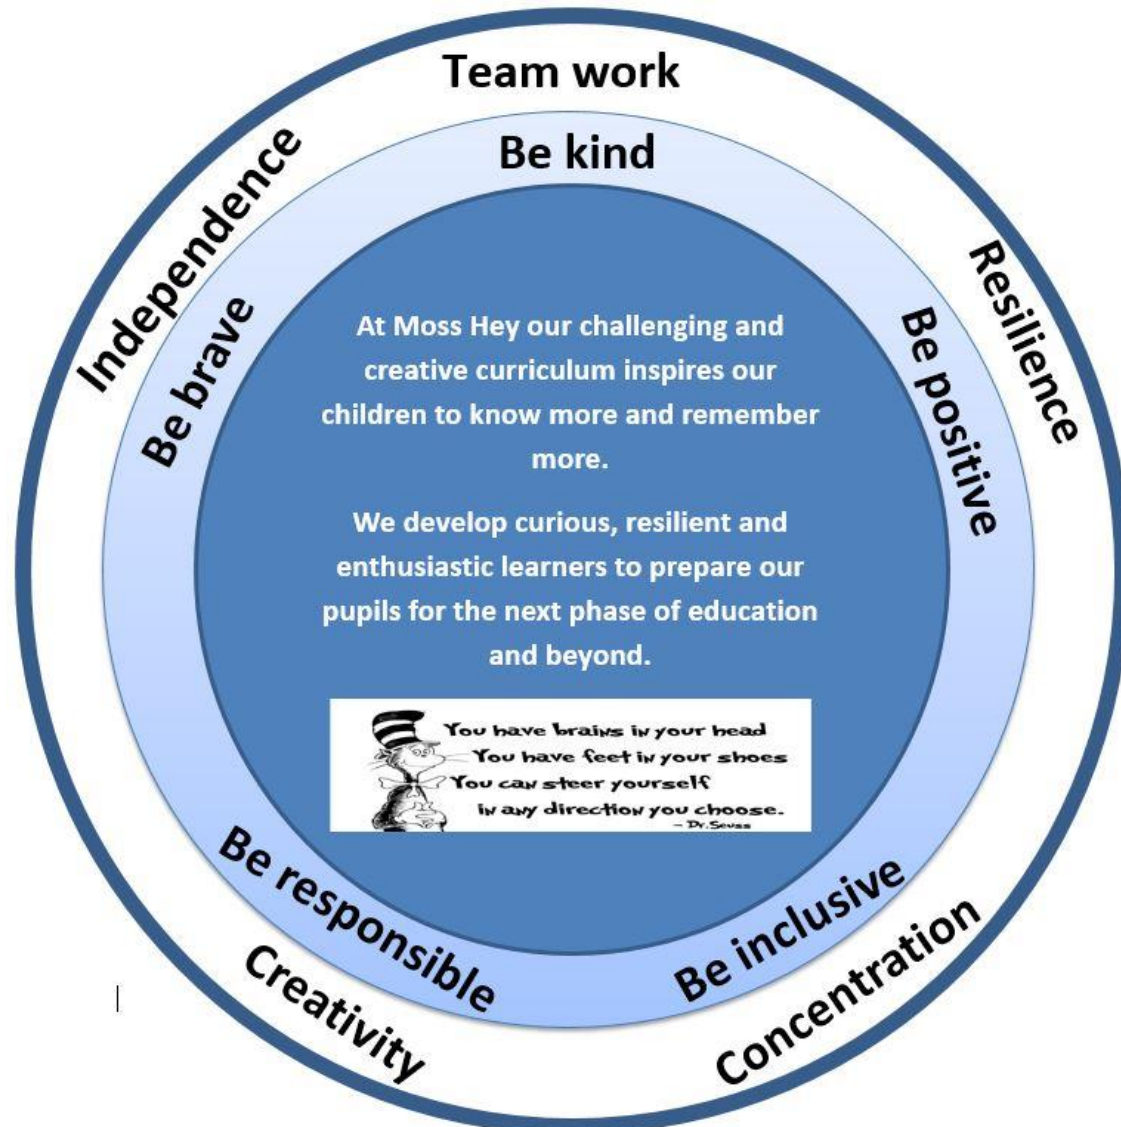 Team work
Resilience
Concentration
Creativity
Independence
Be kind
Be positive
Be inclusive
Be responsible
Be brave
At Moss Hey our challenging and
creative curriculum inspires our
children to know more and remember
more.
We develop curious, resilient and
enthusiastic learners to prepare our
pupils for the next phase of education
and beyond.
You have brains in your head
You have feet in your shoes
You can steer yourself
in any direction you choose.
- Dr. Seuss